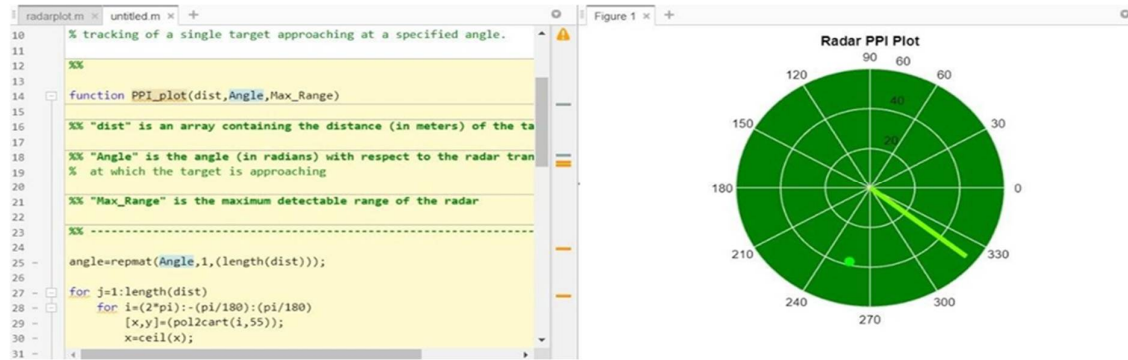 radarplot.m × untitled.m × +
10 % tracking of a single target approaching at a specified angle.
11
12 %%
13
14 function PPI_plot(dist,Angle,Max_Range)
15
16 %% "dist" is an array containing the distance (in meters) of the ta
17
18 %% "Angle" is the angle (in radians) with respect to the radar tran
19 % at which the target is approaching
20
21 %% "Max_Range" is the maximum detectable range of the radar
22
23 %% ----------------------------------------------------------------
24
25 - angle=repmat(Angle,1,(length(dist)));
26
27 - for j=1:length(dist)
28 - for i=(2*pi):-(pi/180):(pi/180)
29 - [x,y]=(pol2cart(i,55));
30 - x=ceil(x);
31 -
Figure 1 × +
Radar PPI Plot
90 60
120 60
40
150 30
20
180 0
210 330
240 300
270